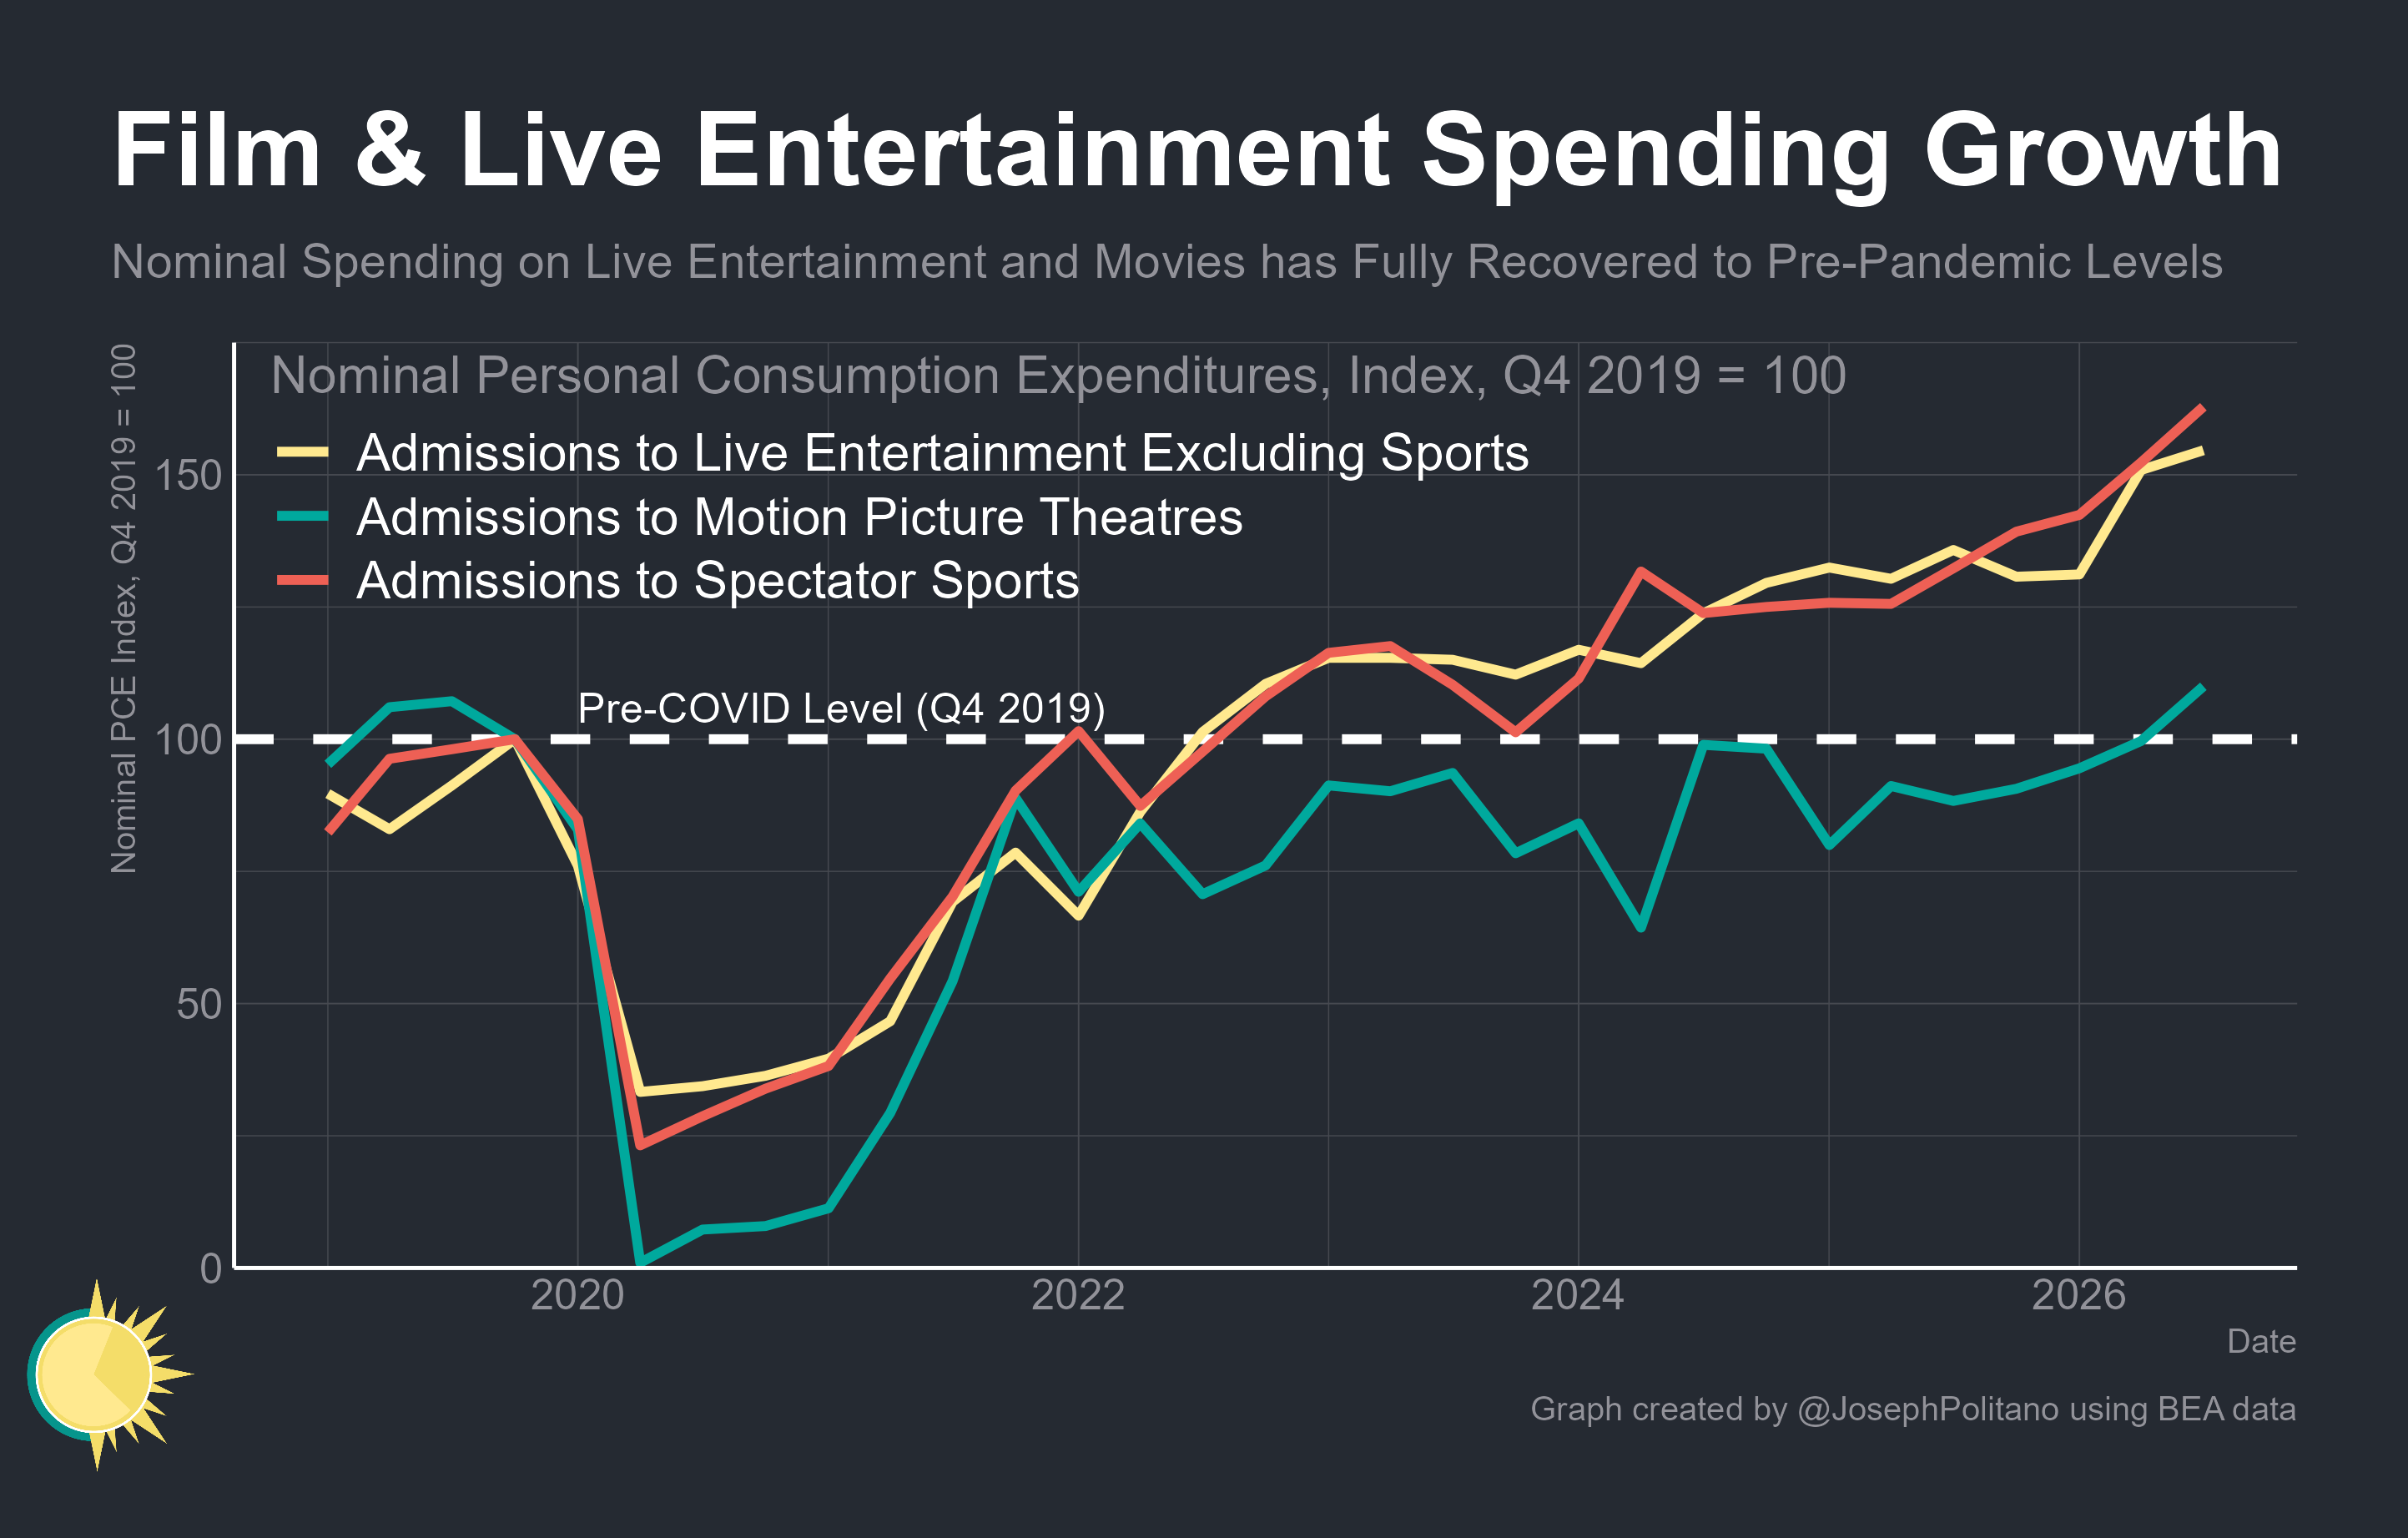 Film & Live Entertainment Spending Growth
Nominal Spending on Live Entertainment and Movies has Fully Recovered to Pre-Pandemic Levels
Nominal PCE Index, Q4 2019 = 100
Nominal Personal Consumption Expenditures, Index, Q4 2019 = 100
Admissions to Live Entertainment Excluding Sports
Admissions to Motion Picture Theatres
Admissions to Spectator Sports
Pre-COVID Level (Q4 2019)
150
100
50
0
2020 2022 2024 2026
Date
Graph created by @JosephPolitano using BEA data